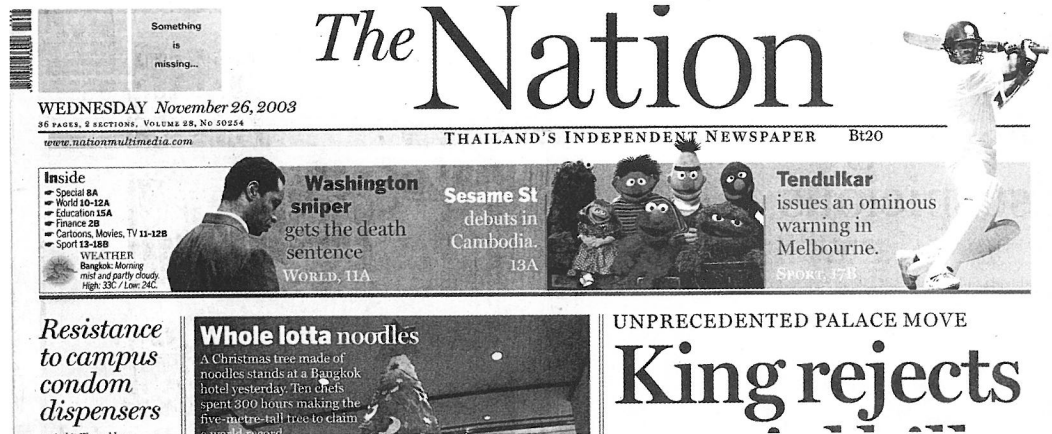 Something
is
missing...
The Nation
WEDNESDAY November 26, 2003
36 PAGES, 2 SECTIONS, VOLUME 28, NO 50254
www.nationmultimedia.com
THAILAND'S INDEPENDENT NEWSPAPER Bt20
Inside
Special 8A
World 10-12A
Education 15A
Finance 2B
Cartoons, Movies, TV 11-12B
Sport 13-18B
WEATHER
Bangkok: Morning
mist and partly cloudy.
High: 33C / Low: 24C.
Washington
sniper
gets the death
sentence
WORLD, 11A
Sesame St
debuts in
Cambodia.
13A
Tendulkar
issues an ominous
warning in
Melbourne.
SPORT, 17B
Resistance
to campus
condom
dispensers
Whole lotta noodles
A Christmas tree made of
noodles stands at a Bangkok
hotel yesterday. Ten chefs
spent 300 hours making the
five-metre-tall tree to claim
a world record.
UNPRECEDENTED PALACE MOVE
King rejects